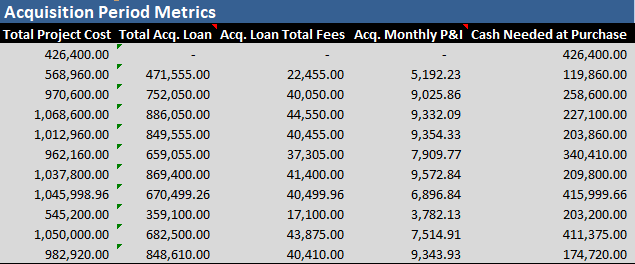 Acquisition Period Metrics
Total Project Cost Total Acq. Loan Acq. Loan Total Fees Acq. Monthly P&I Cash Needed at Purchase
426,400.00 - - - 426,400.00
568,960.00 471,555.00 22,455.00 5,192.23 119,860.00
970,600.00 752,050.00 40,050.00 9,025.86 258,600.00
1,068,600.00 886,050.00 44,550.00 9,332.09 227,100.00
1,012,960.00 849,555.00 40,455.00 9,354.33 203,860.00
962,160.00 659,055.00 37,305.00 7,909.77 340,410.00
1,037,800.00 869,400.00 41,400.00 9,572.84 209,800.00
1,045,998.96 670,499.26 40,499.96 6,896.84 415,999.66
545,200.00 359,100.00 17,100.00 3,782.13 203,200.00
1,050,000.00 682,500.00 43,875.00 7,514.91 411,375.00
982,920.00 848,610.00 40,410.00 9,343.93 174,720.00